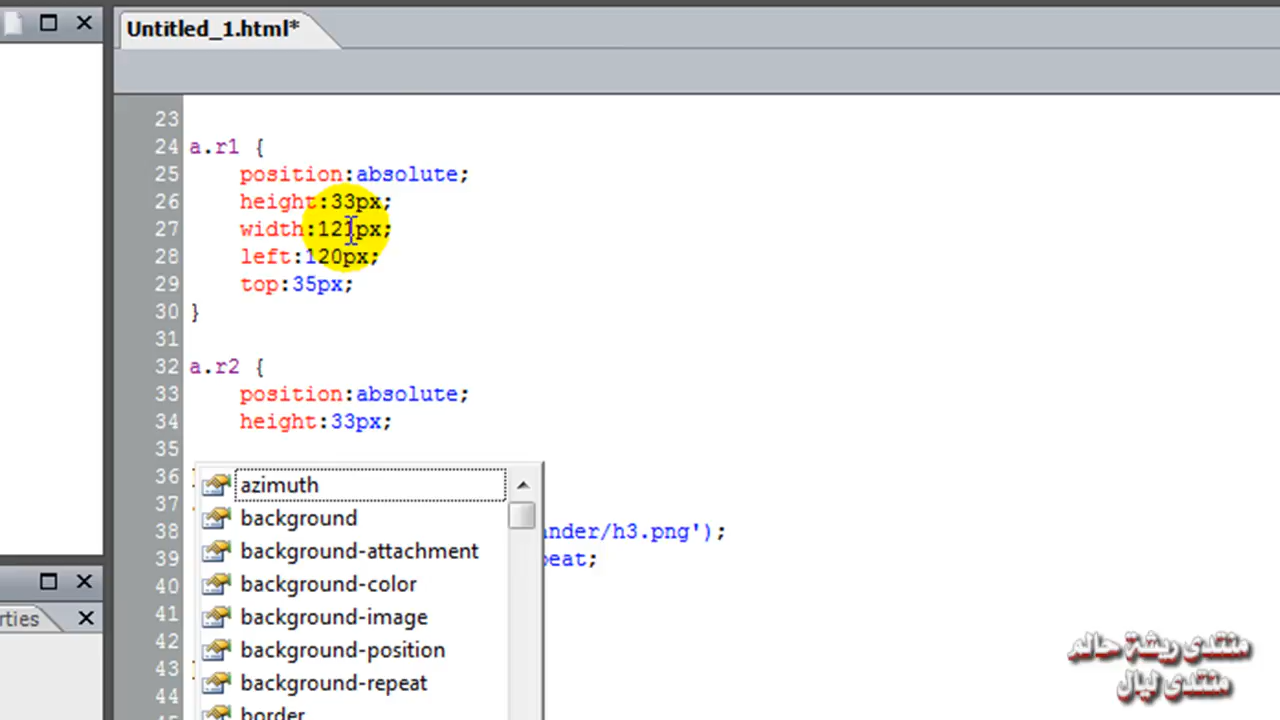 Untitled_1.html*
23
24 a.r1 {
25 position:absolute;
26 height:33px;
27 width:121px;
28 left:120px;
29 top:35px;
30 }
31
32 a.r2 {
33 position:absolute;
34 height:33px;
35
36
azimuth
37
background
38 ander/h3.png');
background-attachment
39 eat;
40
background-color
41
background-image
42
background-position
43
background-repeat
44
border
rties
منتدى ريشة حالم
منتدى ليال